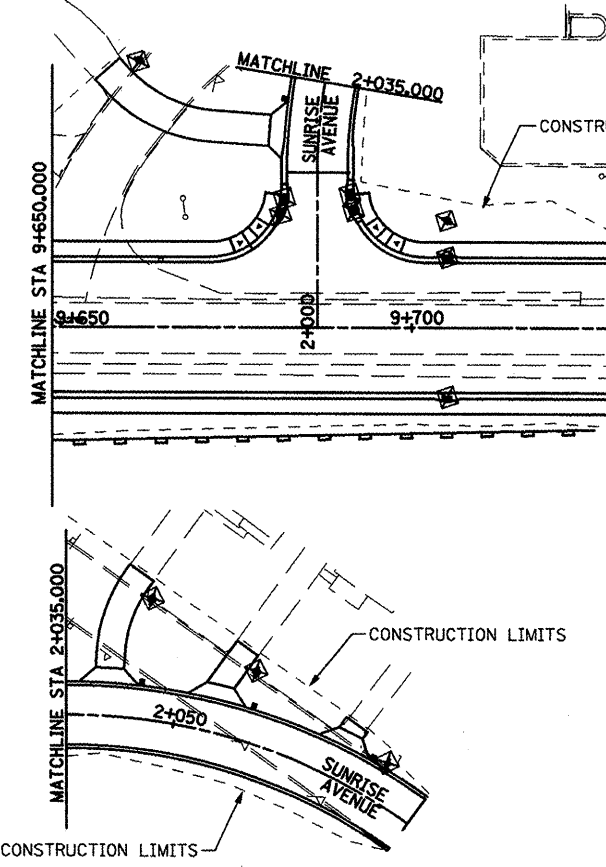 MATCHLINE 2+035.000
SUNRISE
AVENUE
CONSTRU
MATCHLINE STA 9+650.000
9+650
2+000
9+700
MATCHLINE STA 2+035.000
CONSTRUCTION LIMITS
2+050
SUNRISE
AVENUE
CONSTRUCTION LIMITS